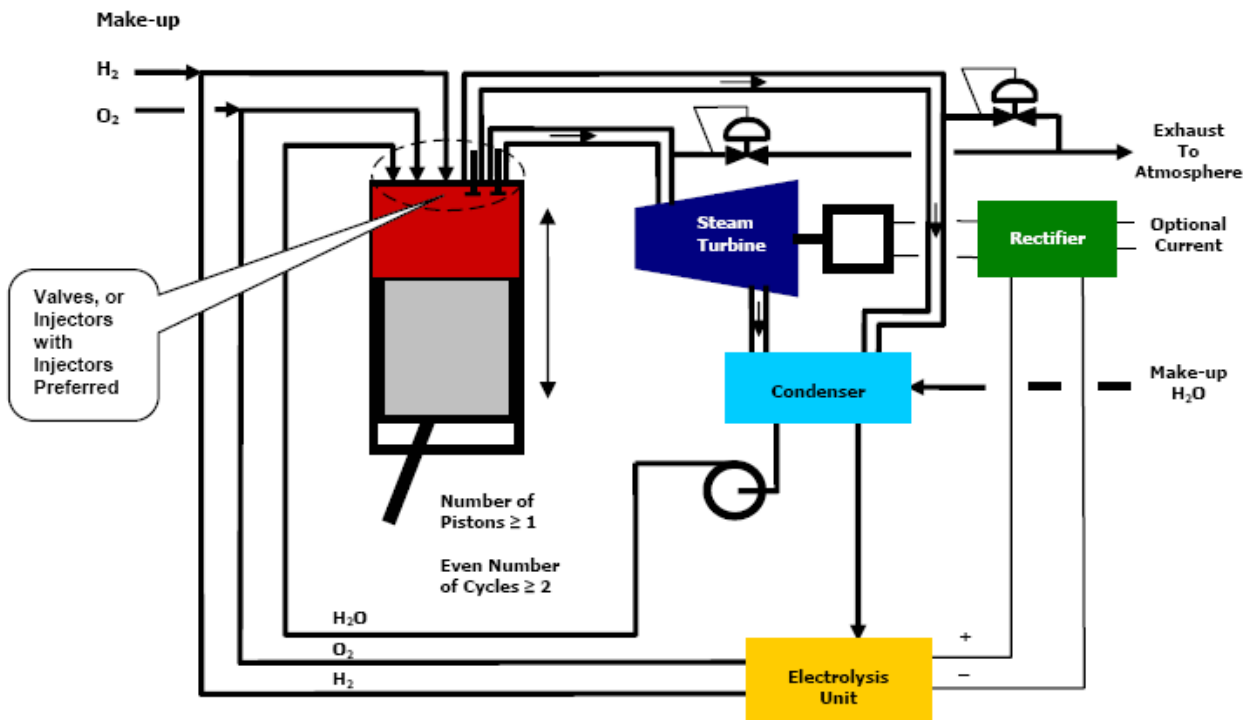 Make-up
H₂
O₂
Exhaust
To
Atmosphere
Steam
Turbine
Rectifier
Optional
Current
Valves, or
Injectors
with
Injectors
Preferred
Condenser
Make-up
H₂O
Number of
Pistons ≥ 1
Even Number
of Cycles ≥ 2
H₂O
O₂
H₂
Electrolysis
Unit
+
–